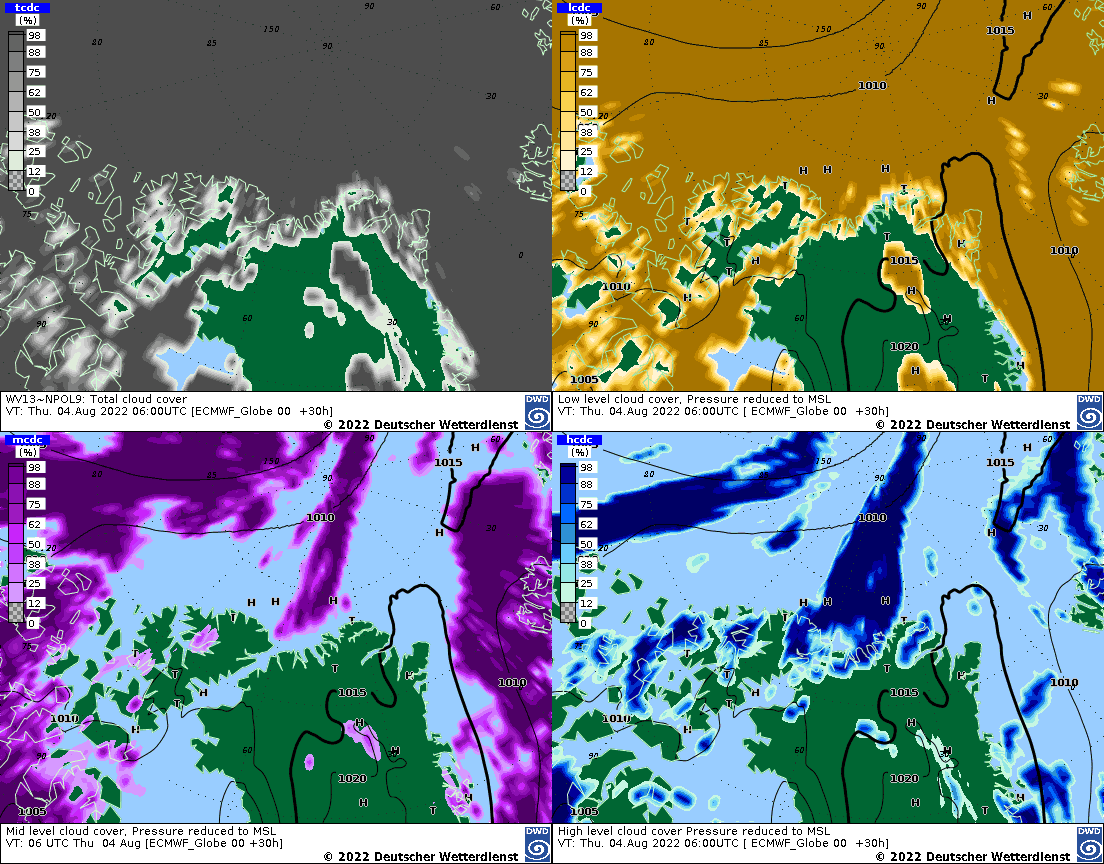 tcdc
(%)
98
88
75
62
50
38
25
12
0
90
60
150
80
85
90
30
20
75
0
90
60
30
WV13~NPOL9: Total cloud cover
VT: Thu. 04.Aug 2022 06:00UTC [ECMWF_Globe 00 +30h]
© 2022 Deutscher Wetterdienst
DWD
lcdc
(%)
98
88
75
62
50
38
25
12
0
90
60
H
1015
150
80
85
90
1010
H
30
20
H H H
T T
75
T
T
T
H
H
1010
1015
T
H
1010
H
H
90
60
H
1020
H
H
T
1005
Low level cloud cover, Pressure reduced to MSL
VT: Thu. 04.Aug 2022 06:00UTC [ ECMWF_Globe 00 +30h]
© 2022 Deutscher Wetterdienst
DWD
mcdc
(%)
98
88
75
62
50
38
25
12
0
90
60
H
1015
150
80
85
90
1010
H
30
20
H H H
T T
75
T
T
T
H
H
1010
1015
T
H
1010
H
H
90
60
H
1020
H
H
T
1005
Mid level cloud cover, Pressure reduced to MSL
VT: 06 UTC Thu 04 Aug [ECMWF_Globe 00 +30h]
© 2022 Deutscher Wetterdienst
DWD
hcdc
(%)
98
88
75
62
50
38
25
12
0
90
60
H
1015
150
80
85
90
1010
H
30
20
H H H
T T
75
T
T
T
H
H
1010
1015
T
H
1010
H
H
90
60
H
1020
H
H
T
1005
High level cloud cover Pressure reduced to MSL
VT: Thu. 04.Aug 2022 06:00UTC [ ECMWF_Globe 00 +30h]
© 2022 Deutscher Wetterdienst
DWD